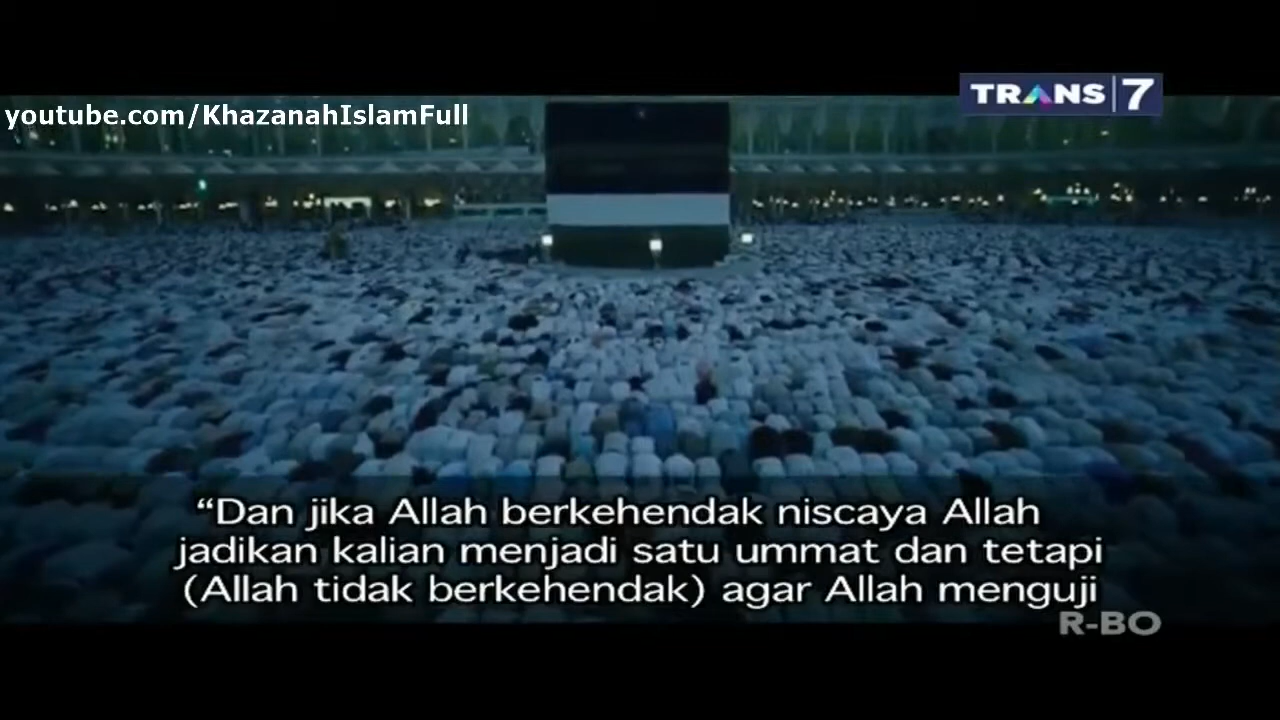 TRANS 7
youtube.com/KhazanahIslamFull
“Dan jika Allah berkehendak niscaya Allah
jadikan kalian menjadi satu ummat dan tetapi
(Allah tidak berkehendak) agar Allah menguji
R-BO